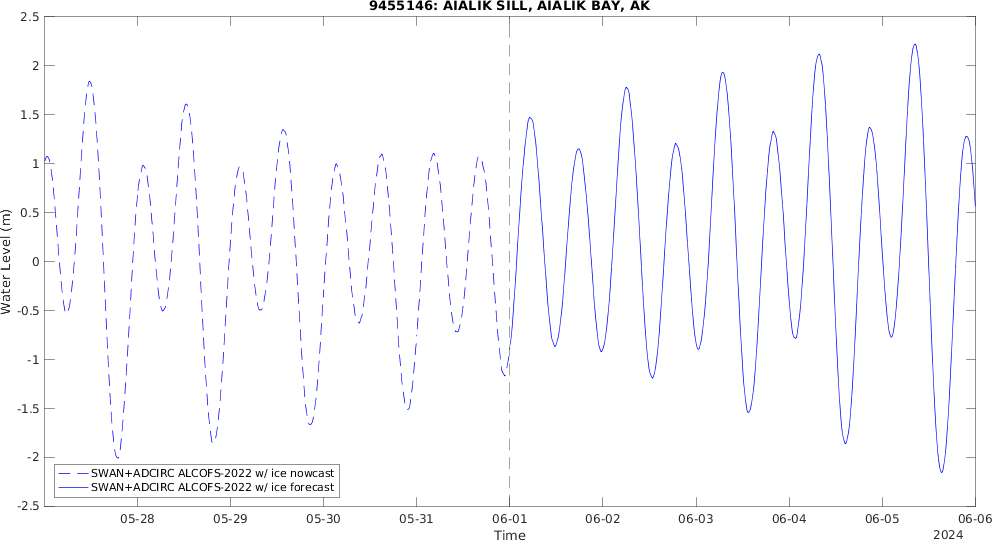 9455146: AIALIK SILL, AIALIK BAY, AK
2.5
2
1.5
1
0.5
0
-0.5
-1
-1.5
-2
-2.5
Water Level (m)
SWAN+ADCIRC ALCOFS-2022 w/ ice nowcast
SWAN+ADCIRC ALCOFS-2022 w/ ice forecast
05-28 05-29 05-30 05-31 06-01 06-02 06-03 06-04 06-05 06-06
Time
2024